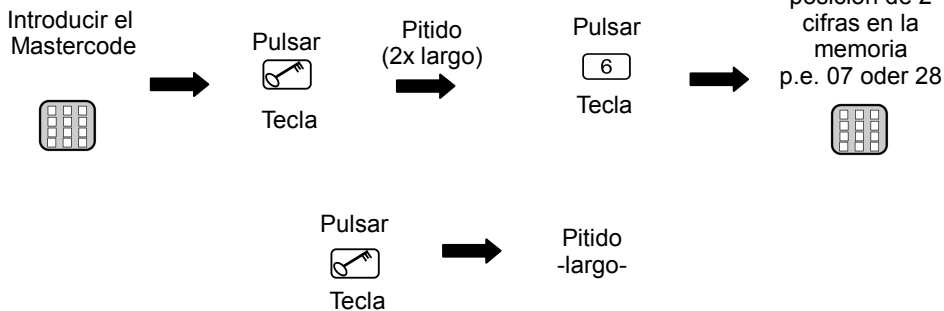 Introducir el
Mastercode
Pulsar
Tecla
Pitido
(2x largo)
Pulsar
6
Tecla
posición de 2
cifras en la
memoria
p.e. 07 oder 28
Pulsar
Tecla
Pitido
-largo-